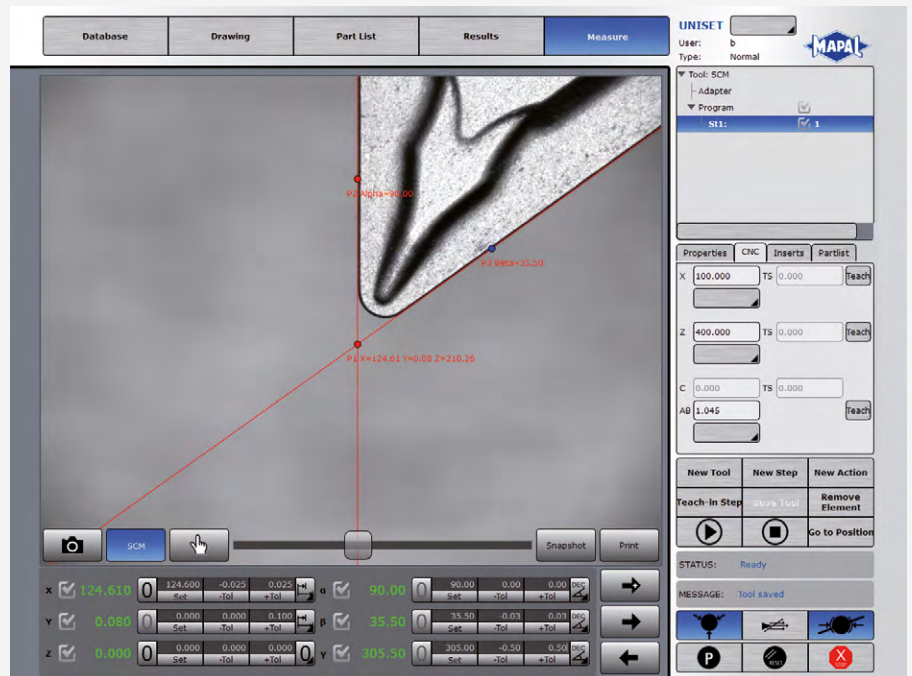 Database Drawing Part List Results Measure
UNISET
User: b
Type: Normal
MAPAL
Tool: SCM
Adapter
Program
St1: 1
P2 Alpha=90.00
P3 Beta=35.50
P1 X=124.61 Y=0.08 Z=210.26
Properties CNC Inserts Partlist
X 100.000 TS 0.000 Teach
Z 400.000 TS 0.000 Teach
C 0.000 TS 0.000
AB 1.045 Teach
New Tool New Step New Action
Teach-in Step Move Tool Remove Element
Go to Position
SCM Snapshot Print
STATUS: Ready
MESSAGE: Tool saved
X 124.610 0 124.600 -0.025 0.025 α 90.00 0 90.00 0.00 0.00 DEG
Set -Tol +Tol Set -Tol +Tol
Y 0.080 0 0.000 0.000 0.100 β 35.50 0 35.50 -0.03 0.03 DEG
Set -Tol +Tol Set -Tol +Tol
Z 0.000 0 0.000 0.000 0.000 0 γ 305.50 0 305.00 -0.50 0.50 DEG
Set -Tol +Tol Set -Tol +Tol
P RESET STOP